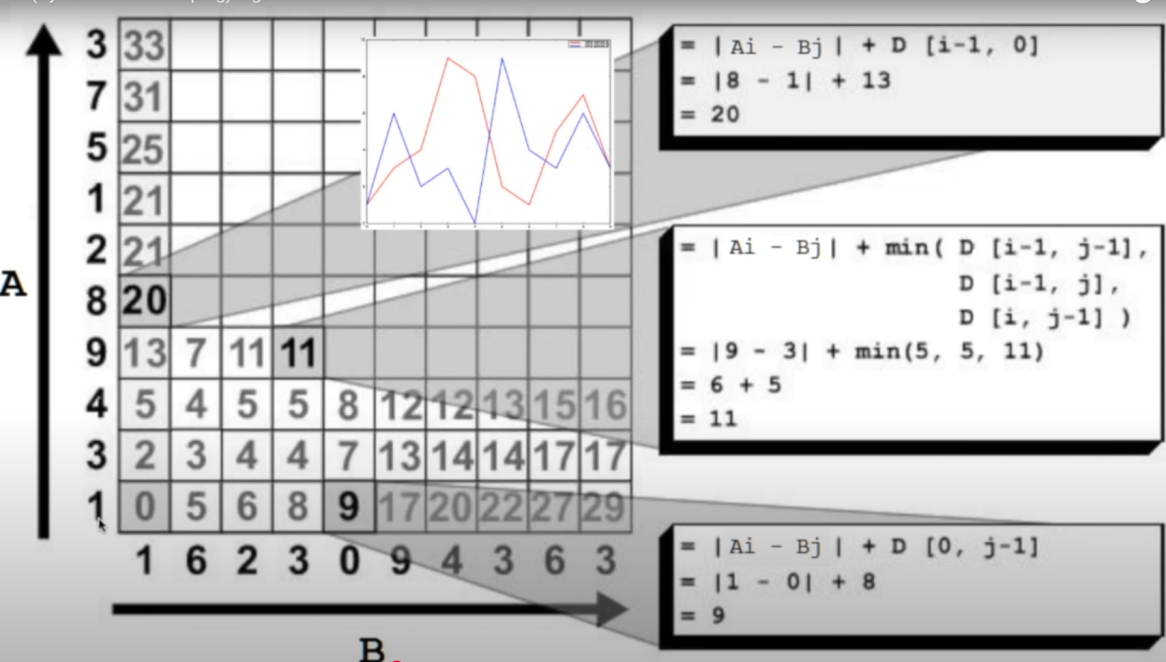 3 33
7 31
5 25
1 21
2 21
8 20
9 13 7 11 11
4 5 4 5 5 8 12 12 13 15 16
3 2 3 4 4 7 13 14 14 17 17
1 0 5 6 8 9 17 20 22 27 29
1 6 2 3 0 9 4 3 6 3
A
B
= | Ai - Bj | + D [i-1, 0]
= |8 - 1| + 13
= 20
= | Ai - Bj| + min( D [i-1, j-1],
D [i-1, j],
D [i, j-1] )
= |9 - 3| + min(5, 5, 11)
= 6 + 5
= 11
= | Ai - Bj | + D [0, j-1]
= |1 - 0| + 8
= 9